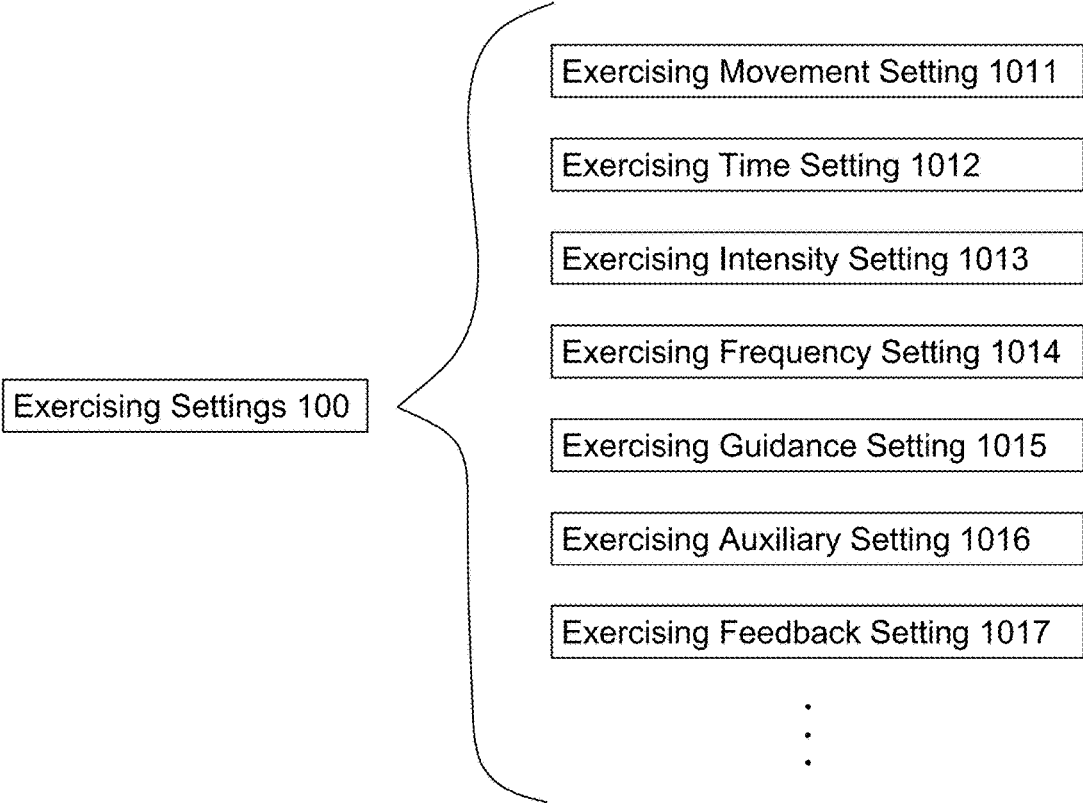 Exercising Movement Setting 1011
Exercising Time Setting 1012
Exercising Intensity Setting 1013
Exercising Frequency Setting 1014
Exercising Settings 100
Exercising Guidance Setting 1015
Exercising Auxiliary Setting 1016
Exercising Feedback Setting 1017